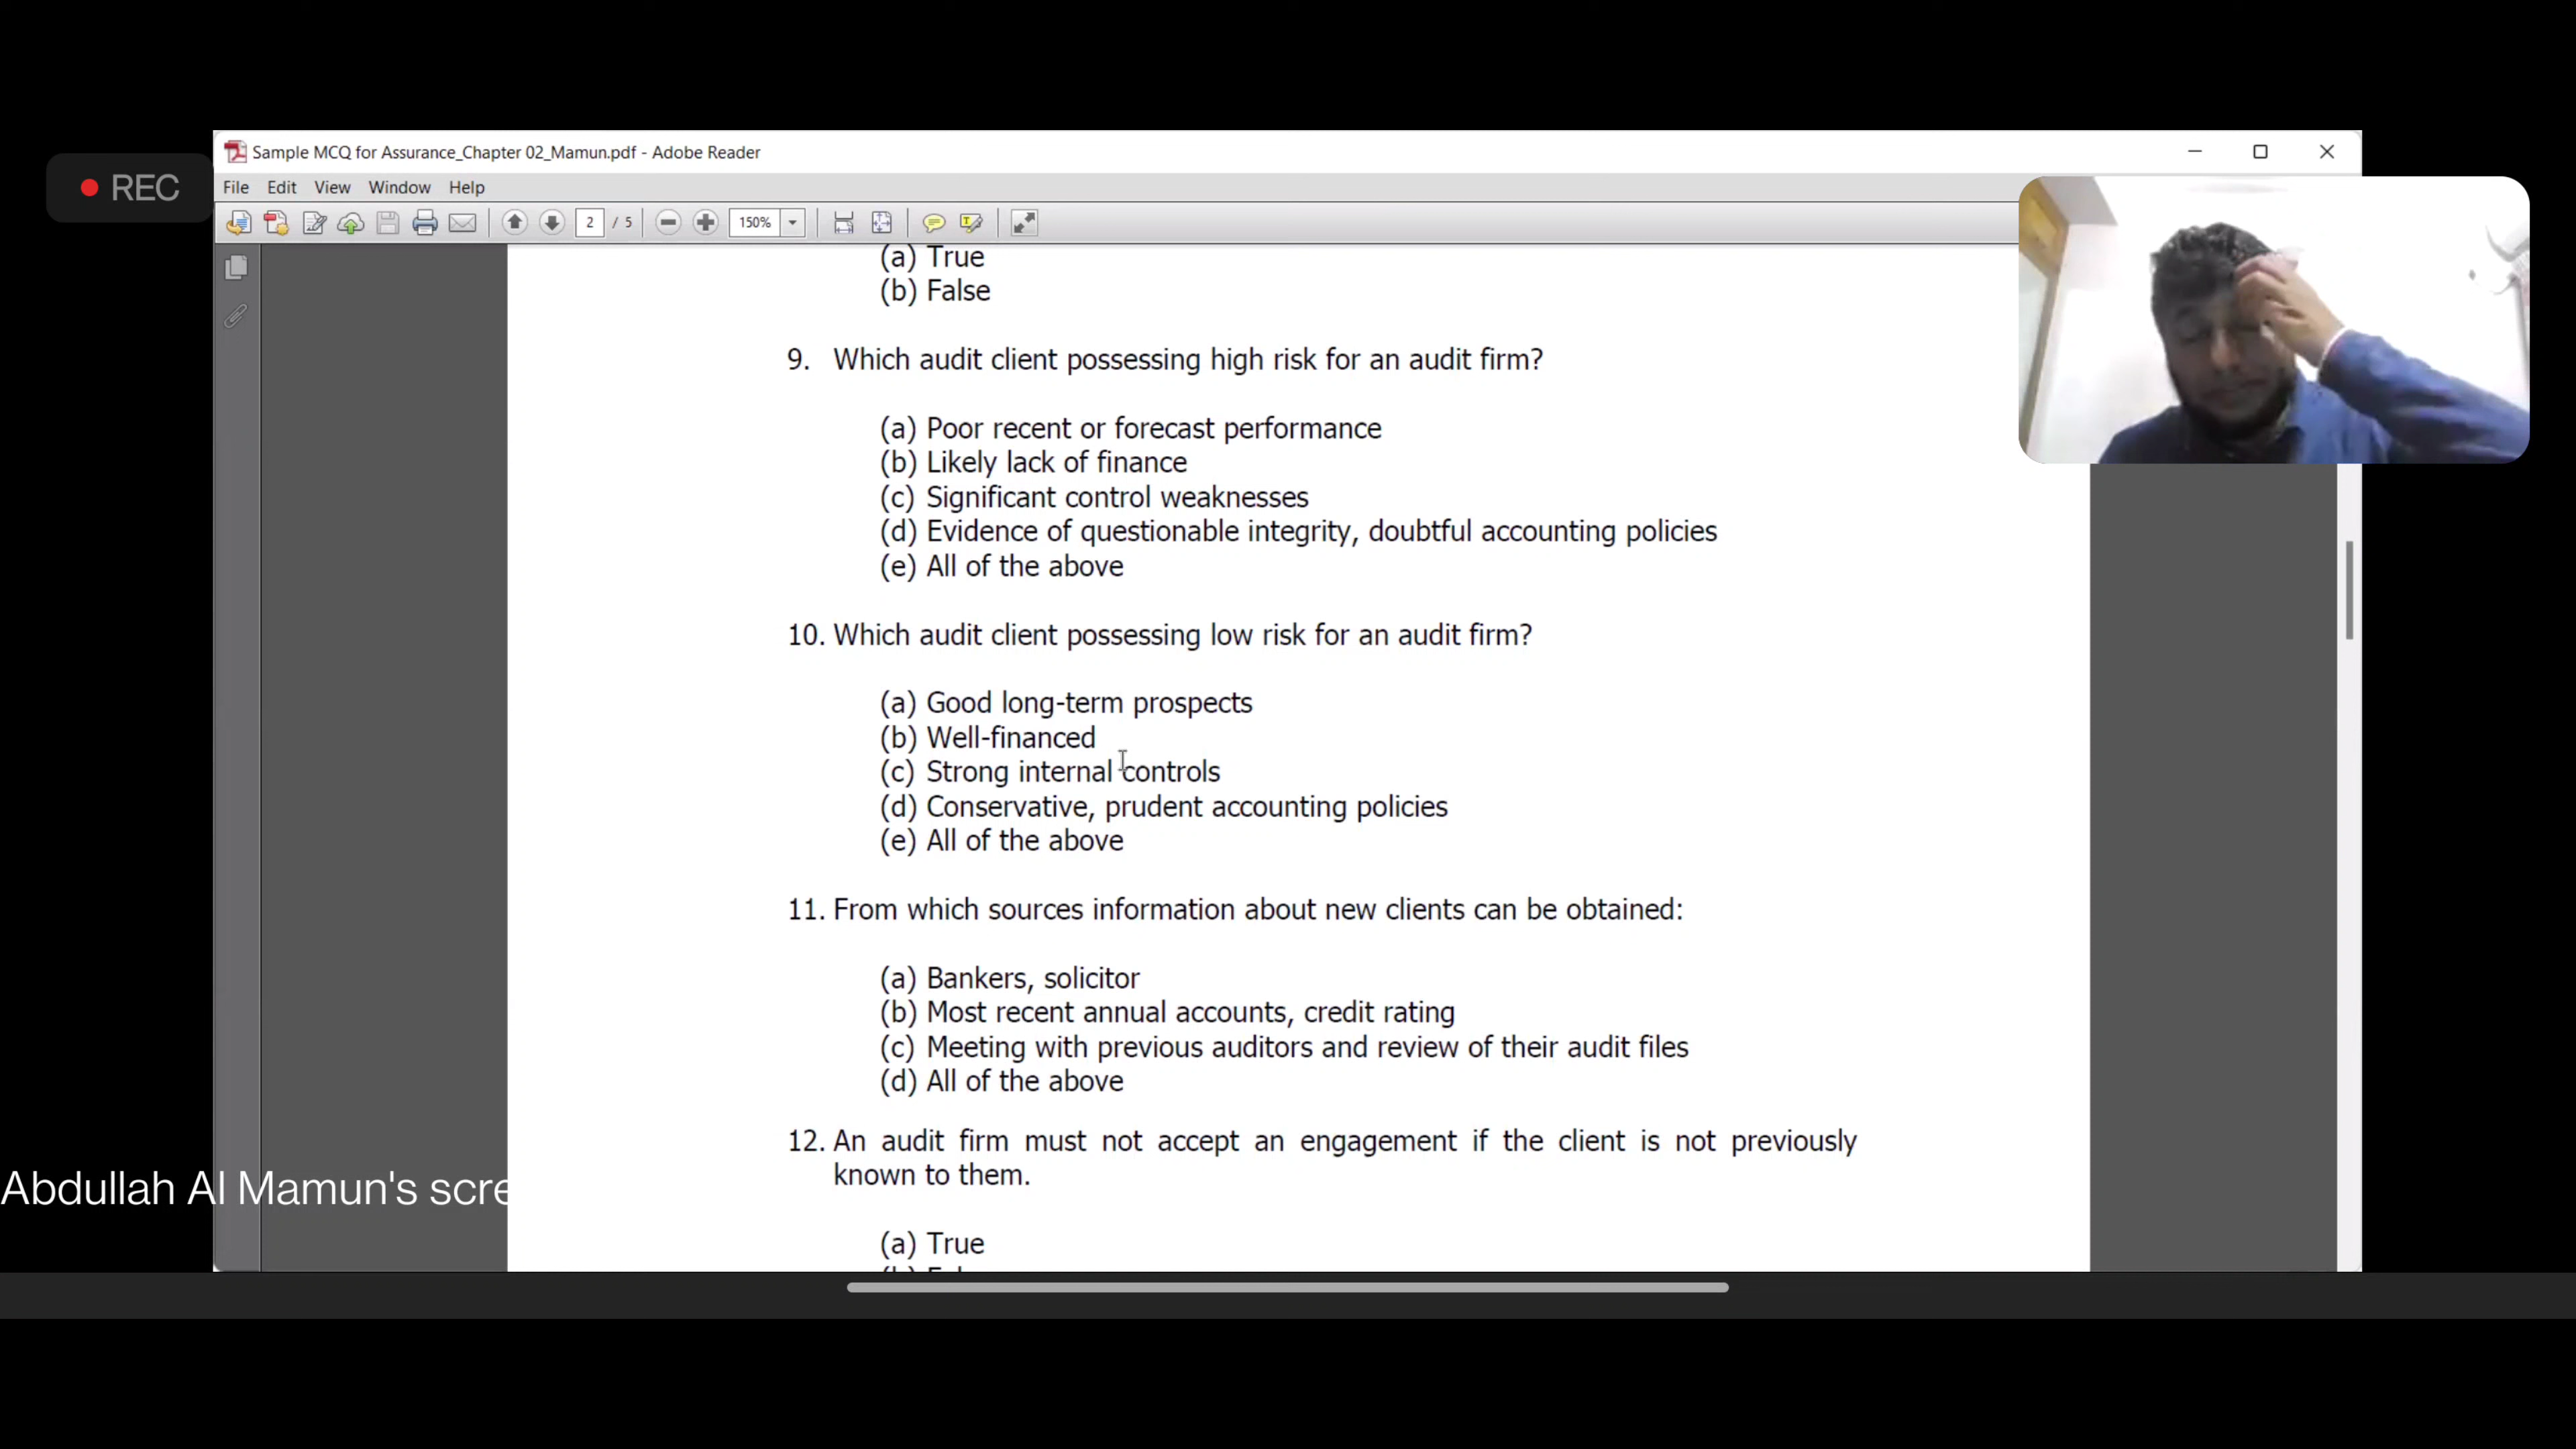 Sample MCQ for Assurance_Chapter 02_Mamun.pdf - Adobe Reader
REC
File Edit View Window Help
2 / 5 150%
(a) True
(b) False
9. Which audit client possessing high risk for an audit firm?
(a) Poor recent or forecast performance
(b) Likely lack of finance
(c) Significant control weaknesses
(d) Evidence of questionable integrity, doubtful accounting policies
(e) All of the above
10. Which audit client possessing low risk for an audit firm?
(a) Good long-term prospects
(b) Well-financed
(c) Strong internal controls
(d) Conservative, prudent accounting policies
(e) All of the above
11. From which sources information about new clients can be obtained:
(a) Bankers, solicitor
(b) Most recent annual accounts, credit rating
(c) Meeting with previous auditors and review of their audit files
(d) All of the above
12. An audit firm must not accept an engagement if the client is not previously
known to them.
Abdullah Al Mamun's scre
(a) True